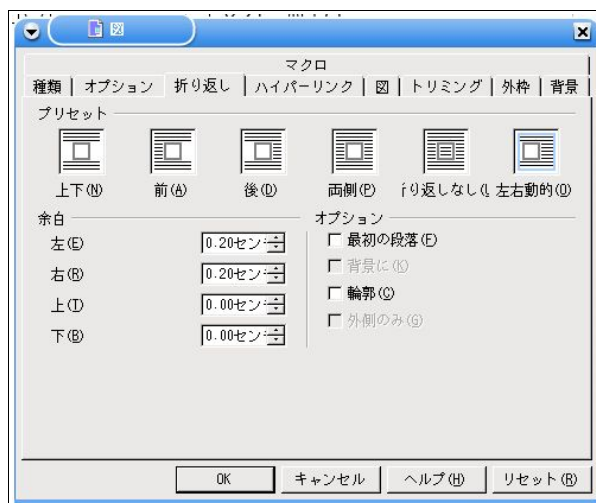 図
マクロ
種類 オプション 折り返し ハイパーリンク 図 トリミング 外枠 背景
プリセット
上下(N) 前(A) 後(D) 両側(P) り返しなし(L 左右動的(O)
余白 オプション
左(E) 0.20セン 最初の段落(F)
右(R) 0.20セン 背景に(K)
上(T) 0.00セン 輪郭(C)
下(B) 0.00セン 外側のみ(G)
OK キャンセル ヘルプ(H) リセット(R)